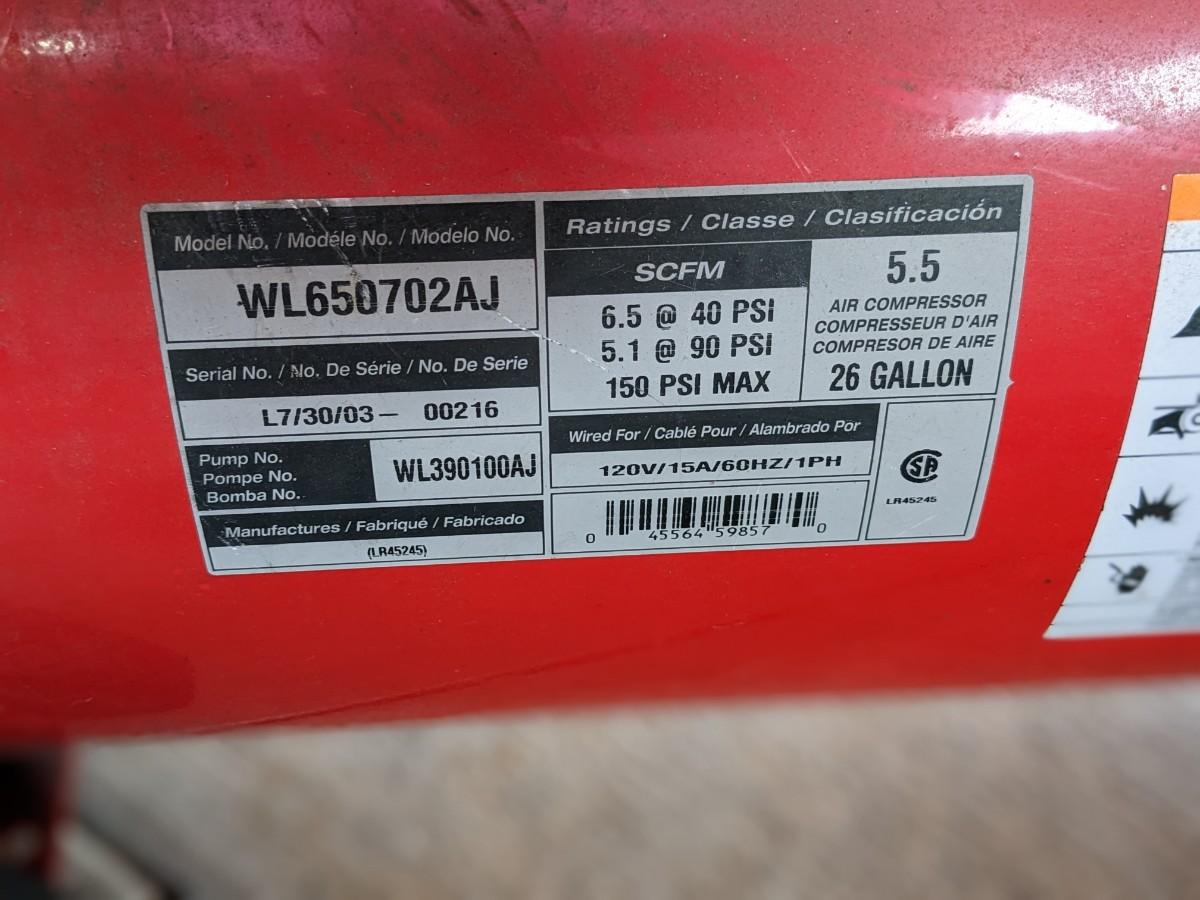 Model No. / Modéle No. / Modelo No.
WL650702AJ
Serial No. / No. De Série / No. De Serie
L7/30/03- 00216
Pump No.
Pompe No.
Bomba No.
WL390100AJ
Manufactures / Fabriqué / Fabricado
(LR45245)
Ratings / Classe / Clasificación
SCFM
6.5 @ 40 PSI
5.1 @ 90 PSI
150 PSI MAX
5.5
AIR COMPRESSOR
COMPRESSEUR D'AIR
COMPRESOR DE AIRE
26 GALLON
Wired For / Cablé Pour / Alambrado Por
120V/15A/60HZ/1PH
0 45564 59857 0
SA
LR45245